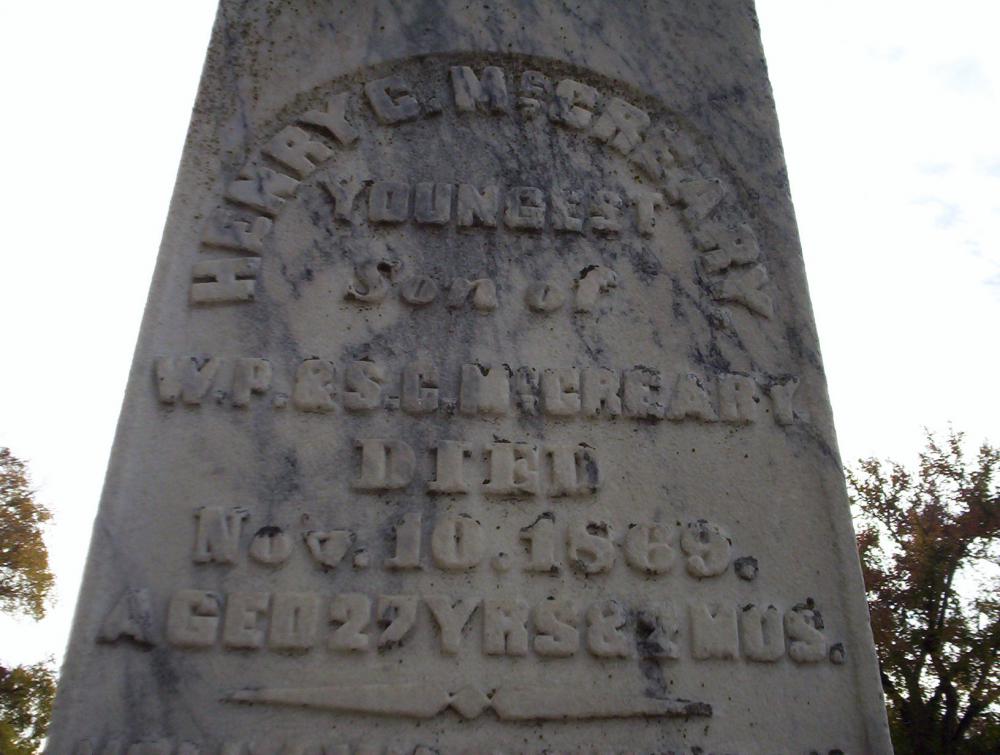 HENRY C. McCREARY
YOUNGEST
Son of
W.P. & S.C. McCREARY
DIED
Nov. 10. 1869.
AGED 27 YRS & 2 MOS.